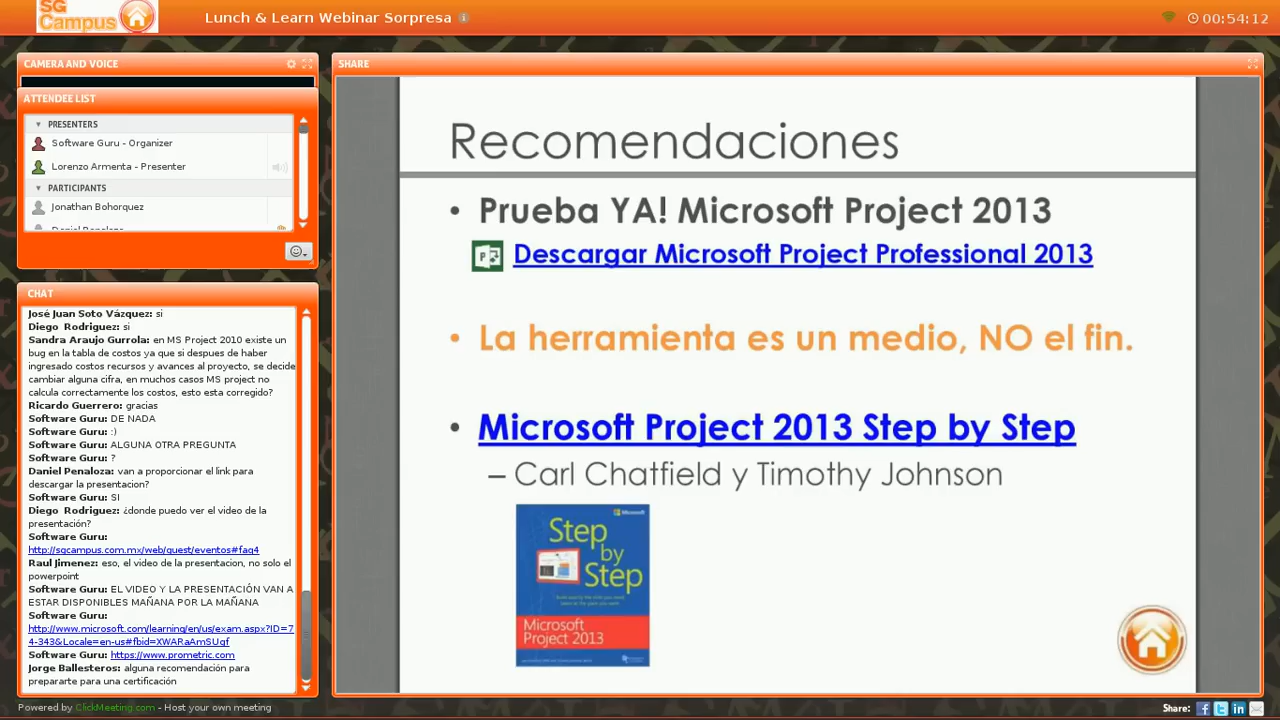 SG
Campus
Lunch & Learn Webinar Sorpresa
00:54:12
CAMERA AND VOICE
ATTENDEE LIST
PRESENTERS
Software Guru - Organizer
Lorenzo Armenta - Presenter
PARTICIPANTS
Jonathan Bohorquez
Daniel Penaloza
CHAT
José Juan Soto Vázquez: si
Diego Rodriguez: si
Sandra Araujo Gurrola: en MS Project 2010 existe un
bug en la tabla de costos ya que si despues de haber
ingresado costos recursos y avances al proyecto, se decide
cambiar alguna cifra, en muchos casos MS project no
calcula correctamente los costos, esto esta corregido?
Ricardo Guerrero: gracias
Software Guru: DE NADA
Software Guru: :)
Software Guru: ALGUNA OTRA PREGUNTA
Software Guru: ?
Daniel Penaloza: van a proporcionar el link para
descargar la presentacion?
Software Guru: SI
Diego Rodriguez: ¿donde puedo ver el video de la
presentación?
Software Guru:
http://sgcampus.com.mx/web/guest/eventos#faq4
Raul Jimenez: eso, el video de la presentacion, no solo el
powerpoint
Software Guru: EL VIDEO Y LA PRESENTACIÓN VAN A
ESTAR DISPONIBLES MAÑANA POR LA MAÑANA
Software Guru:
http://www.microsoft.com/learning/en/us/exam.aspx?ID=7
4-343&Locale=en-us#fbid=XWARaAmSUqf
Software Guru: https://www.prometric.com
Jorge Ballesteros: alguna recomendación para
prepararte para una certificación
SHARE
Recomendaciones
• Prueba YA! Microsoft Project 2013
Descargar Microsoft Project Professional 2013
• La herramienta es un medio, NO el fin.
• Microsoft Project 2013 Step by Step
– Carl Chatfield y Timothy Johnson
Microsoft
Step
by
Step
Microsoft
Project 2013
Powered by ClickMeeting.com - Host your own meeting
Share: